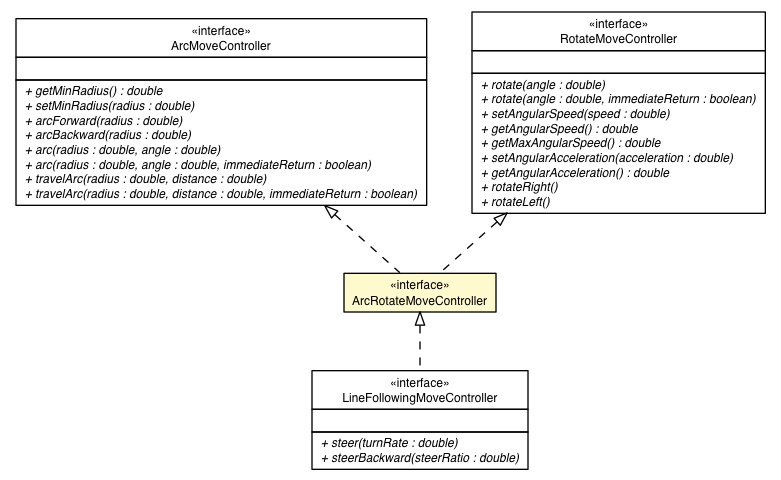 «interface»
ArcMoveController
+ getMinRadius() : double
+ setMinRadius(radius : double)
+ arcForward(radius : double)
+ arcBackward(radius : double)
+ arc(radius : double, angle : double)
+ arc(radius : double, angle : double, immediateReturn : boolean)
+ travelArc(radius : double, distance : double)
+ travelArc(radius : double, distance : double, immediateReturn : boolean)
«interface»
RotateMoveController
+ rotate(angle : double)
+ rotate(angle : double, immediateReturn : boolean)
+ setAngularSpeed(speed : double)
+ getAngularSpeed() : double
+ getMaxAngularSpeed() : double
+ setAngularAcceleration(acceleration : double)
+ getAngularAcceleration() : double
+ rotateRight()
+ rotateLeft()
«interface»
ArcRotateMoveController
«interface»
LineFollowingMoveController
+ steer(turnRate : double)
+ steerBackward(steerRatio : double)